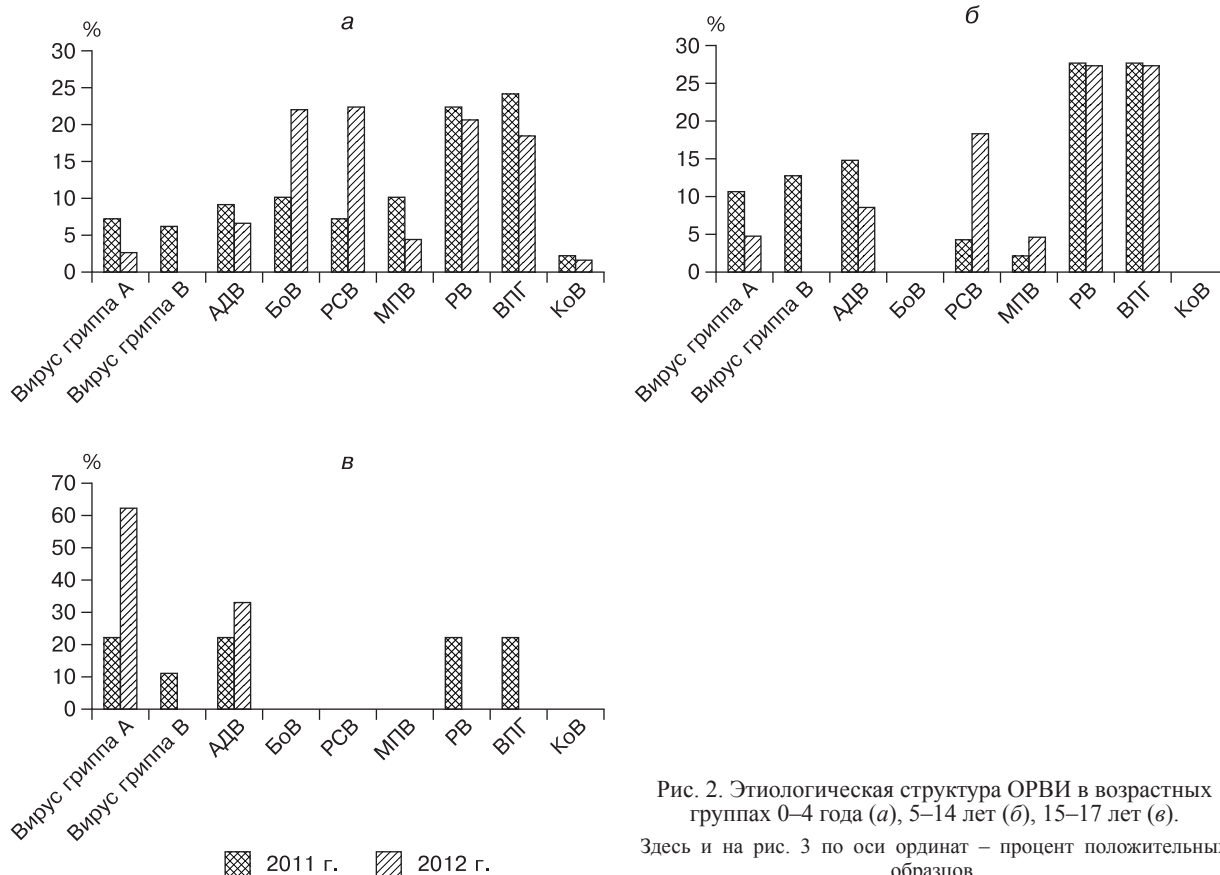 а
%
30
25
20
15
10
5
0
Вирус гриппа А
Вирус гриппа В
АДВ
БоВ
РСВ
МПВ
РВ
ВПГ
КоВ
б
%
30
25
20
15
10
5
0
Вирус гриппа А
Вирус гриппа В
АДВ
БоВ
РСВ
МПВ
РВ
ВПГ
КоВ
в
%
70
60
50
40
30
20
10
0
Вирус гриппа А
Вирус гриппа В
АДВ
БоВ
РСВ
МПВ
РВ
ВПГ
КоВ
2011 г.
2012 г.
Рис. 2. Этиологическая структура ОРВИ в возрастных
группах 0–4 года (а), 5–14 лет (б), 15–17 лет (в).
Здесь и на рис. 3 по оси ординат – процент положительных
образцов